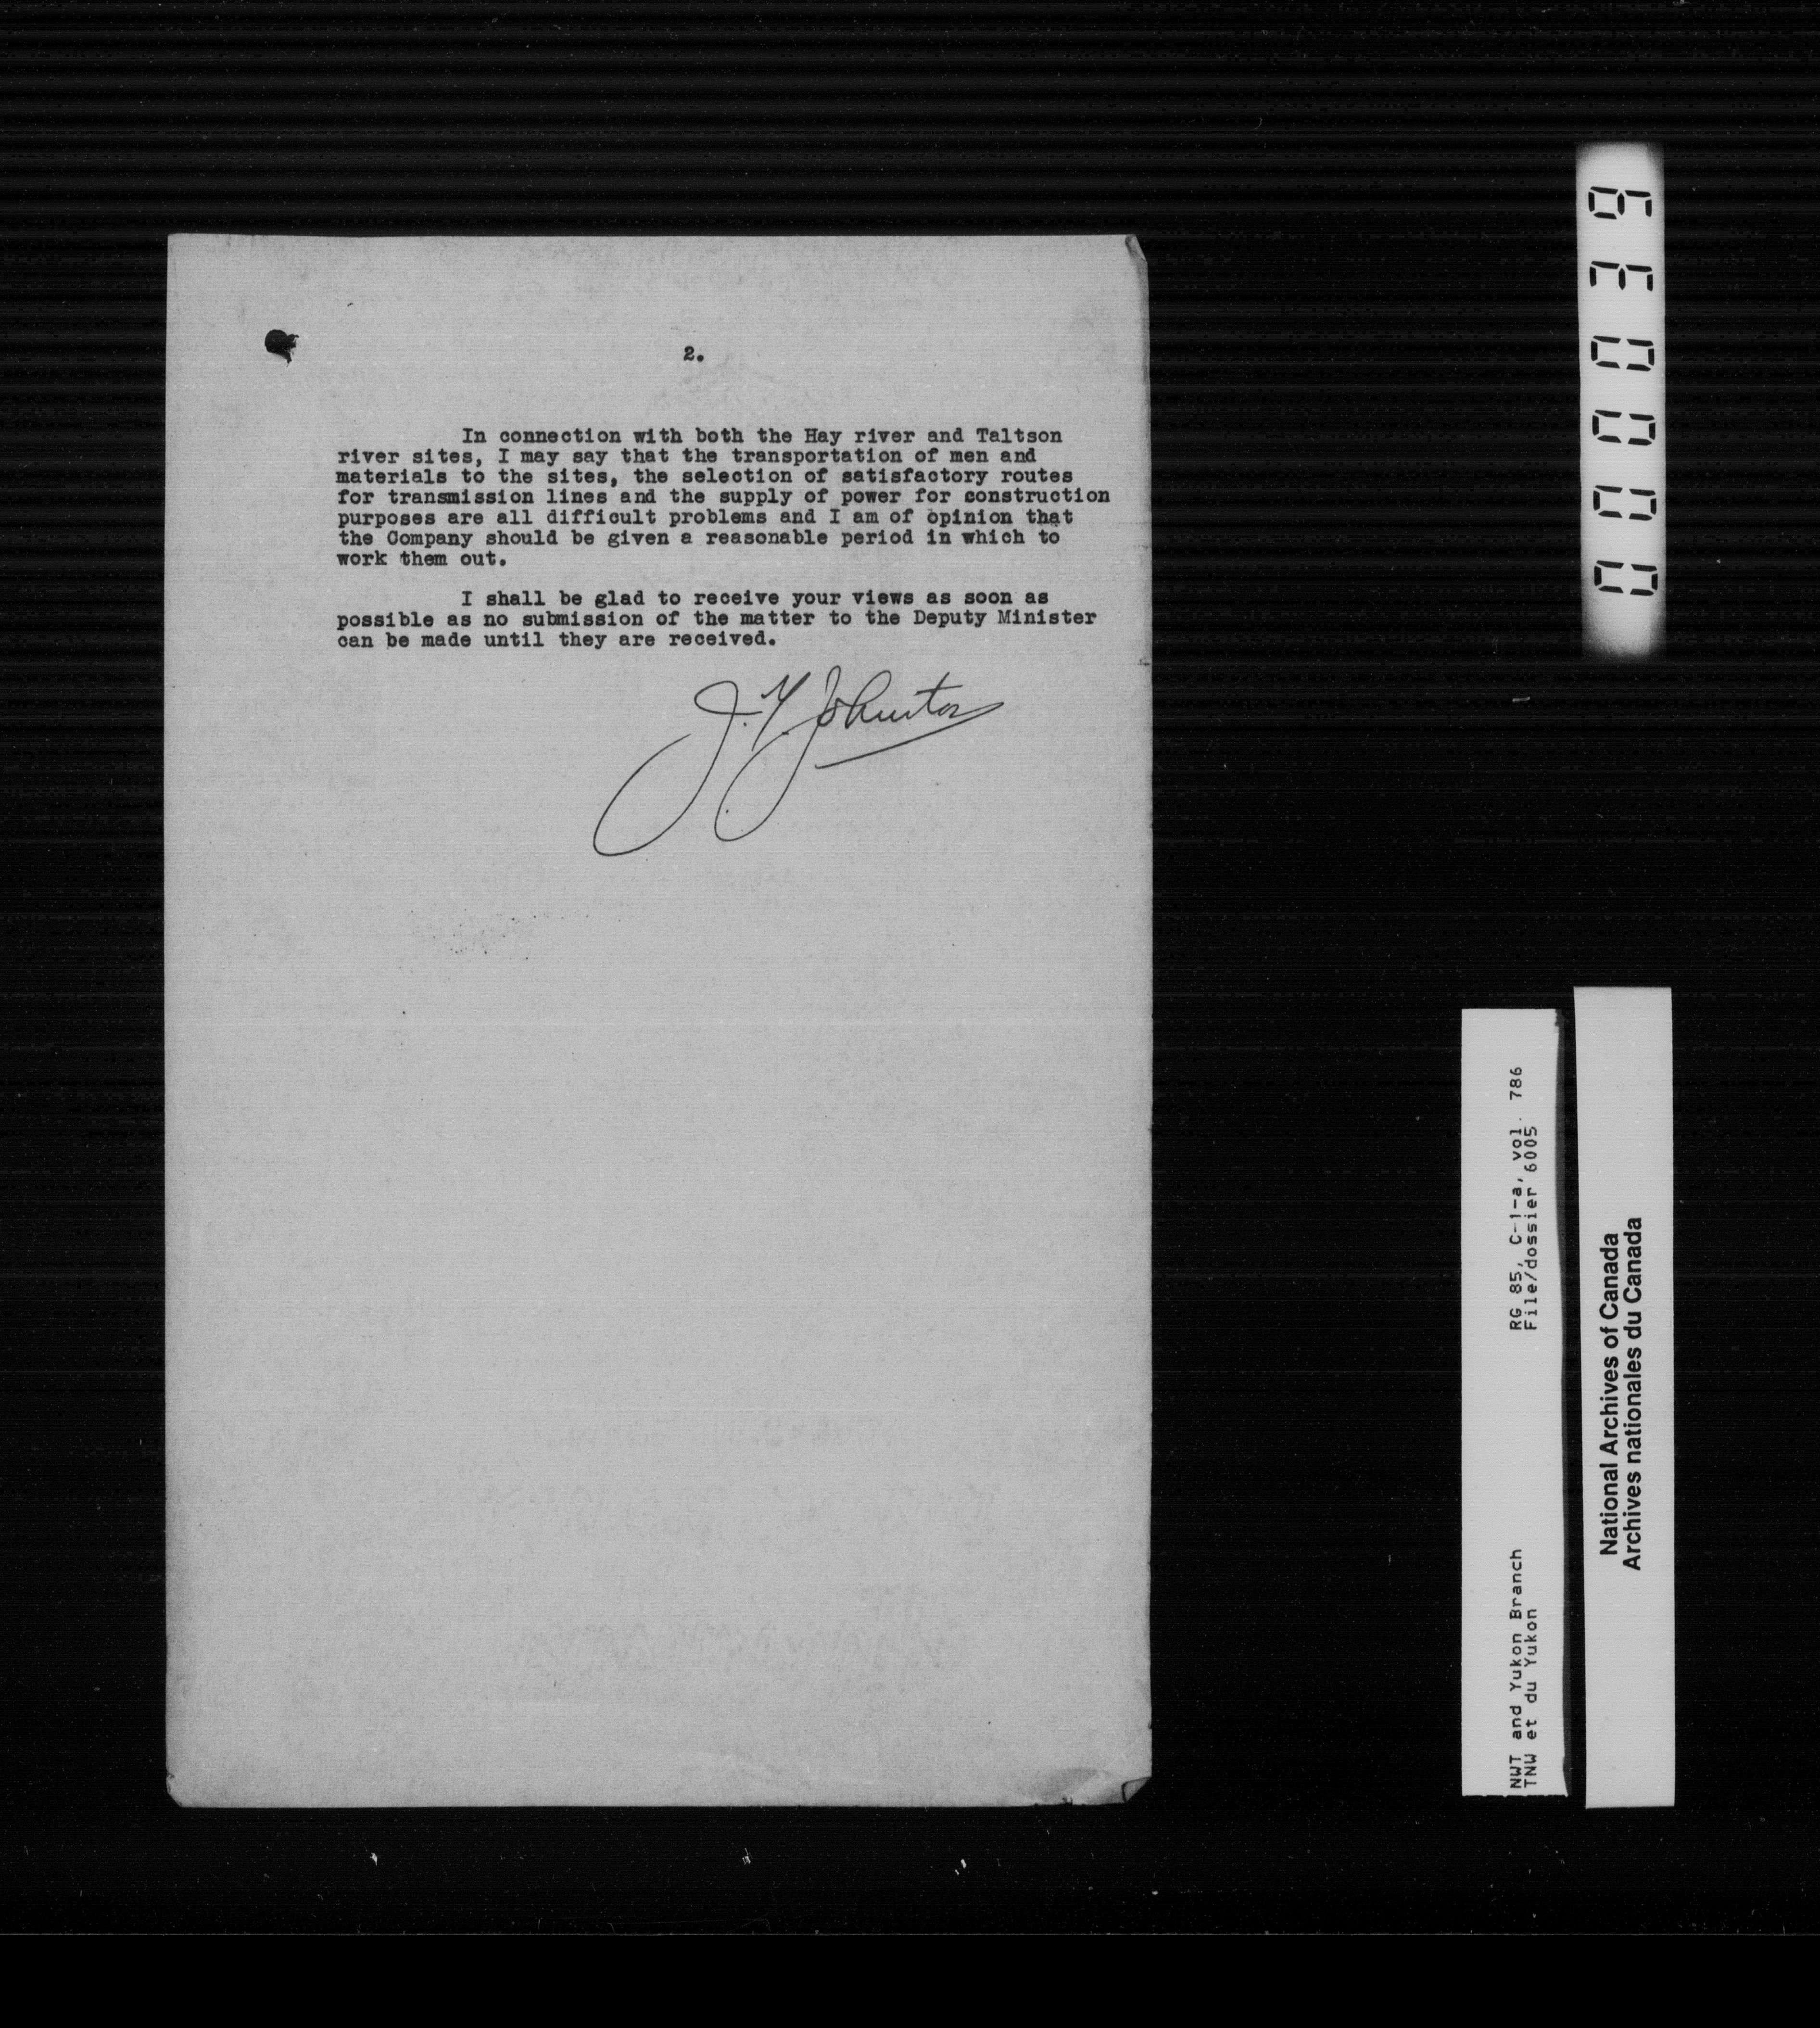 2.
In connection with both the Hay river and Taltson
river sites, I may say that the transportation of men and
materials to the sites, the selection of satisfactory routes
for transmission lines and the supply of power for construction
purposes are all difficult problems and I am of opinion that
the Company should be given a reasonable period in which to
work them out.
I shall be glad to receive your views as soon as
possible as no submission of the matter to the Deputy Minister
can be made until they are received.
J.T. Johnston
000039
NWT and Yukon Branch RG 85, C-1-a, vol. 786
TNW et du Yukon File/dossier 6005
National Archives of Canada
Archives nationales du Canada